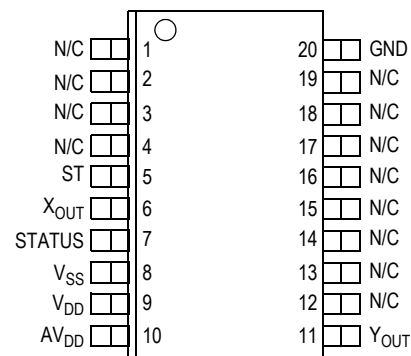 N/C 1 20 GND
N/C 2 19 N/C
N/C 3 18 N/C
N/C 4 17 N/C
ST 5 16 N/C
XOUT 6 15 N/C
STATUS 7 14 N/C
VSS 8 13 N/C
VDD 9 12 N/C
AVDD 10 11 YOUT